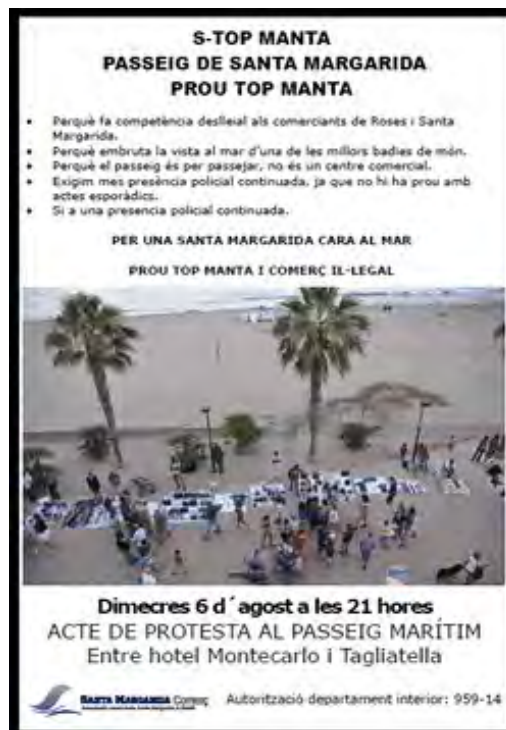 S-TOP MANTA
PASSEIG DE SANTA MARGARIDA
PROU TOP MANTA
• Perquè fa competència deslleial als comerciants de Roses i Santa
Margarida.
• Perquè embruta la vista al mar d'una de les millors badies de món.
• Perquè el passeig és per passejar, no és un centre comercial.
• Exigim mes presència policial continuada, ja que no hi ha prou amb
actes esporàdics.
• Si a una presencia policial continuada.
PER UNA SANTA MARGARIDA CARA AL MAR
PROU TOP MANTA I COMERÇ IL·LEGAL
Dimecres 6 d´agost a les 21 hores
ACTE DE PROTESTA AL PASSEIG MARÍTIM
Entre hotel Montecarlo i Tagliatella
SANTA MARGARIDA Comerç
Autorització departament interior: 959-14